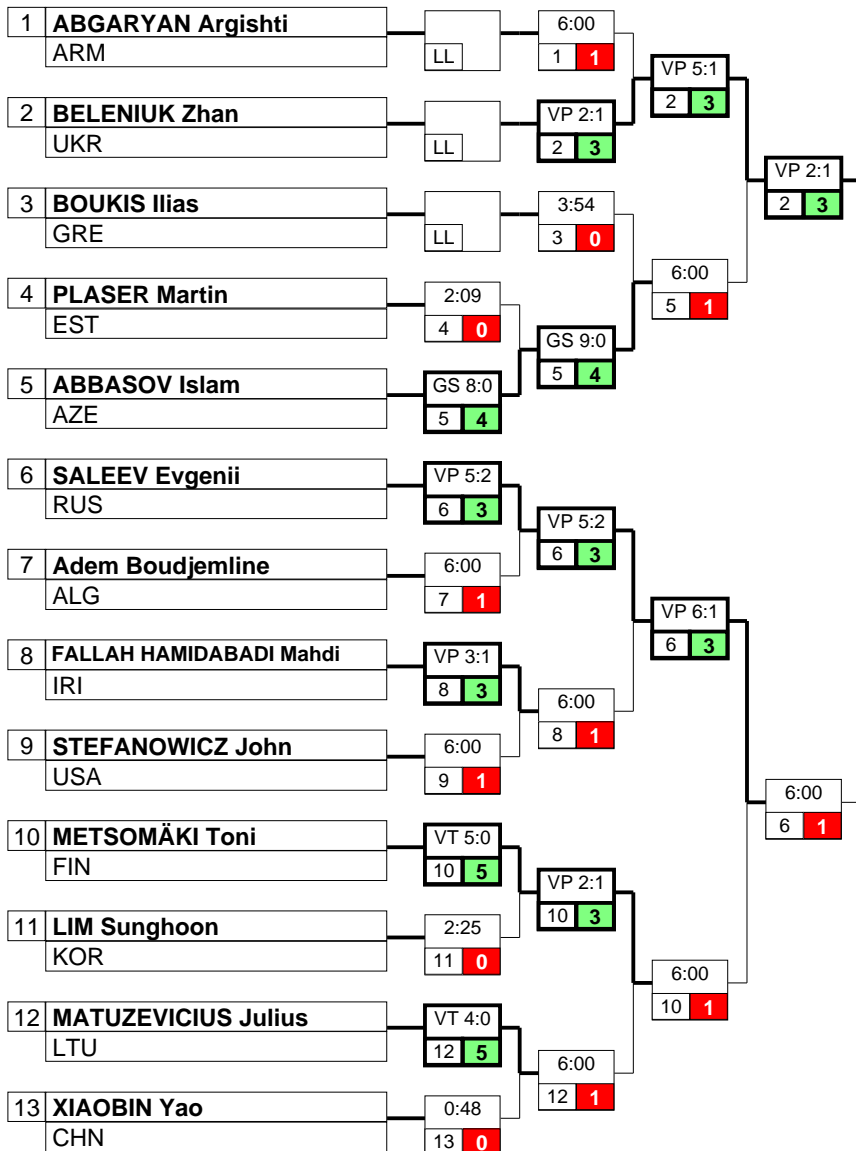 1 ABGARYAN Argishti
ARM
LL
6:00
1 1
VP 5:1
2 3
2 BELENIUK Zhan
UKR
LL
VP 2:1
2 3
VP 2:1
2 3
3 BOUKIS Ilias
GRE
LL
3:54
3 0
6:00
5 1
4 PLASER Martin
EST
2:09
4 0
GS 9:0
5 4
5 ABBASOV Islam
AZE
GS 8:0
5 4
6 SALEEV Evgenii
RUS
VP 5:2
6 3
VP 5:2
6 3
7 Adem Boudjemline
ALG
6:00
7 1
VP 6:1
6 3
8 FALLAH HAMIDABADI Mahdi
IRI
VP 3:1
8 3
6:00
8 1
9 STEFANOWICZ John
USA
6:00
9 1
6:00
6 1
10 METSOMÄKI Toni
FIN
VT 5:0
10 5
VP 2:1
10 3
11 LIM Sunghoon
KOR
2:25
11 0
6:00
10 1
12 MATUZEVICIUS Julius
LTU
VT 4:0
12 5
6:00
12 1
13 XIAOBIN Yao
CHN
0:48
13 0